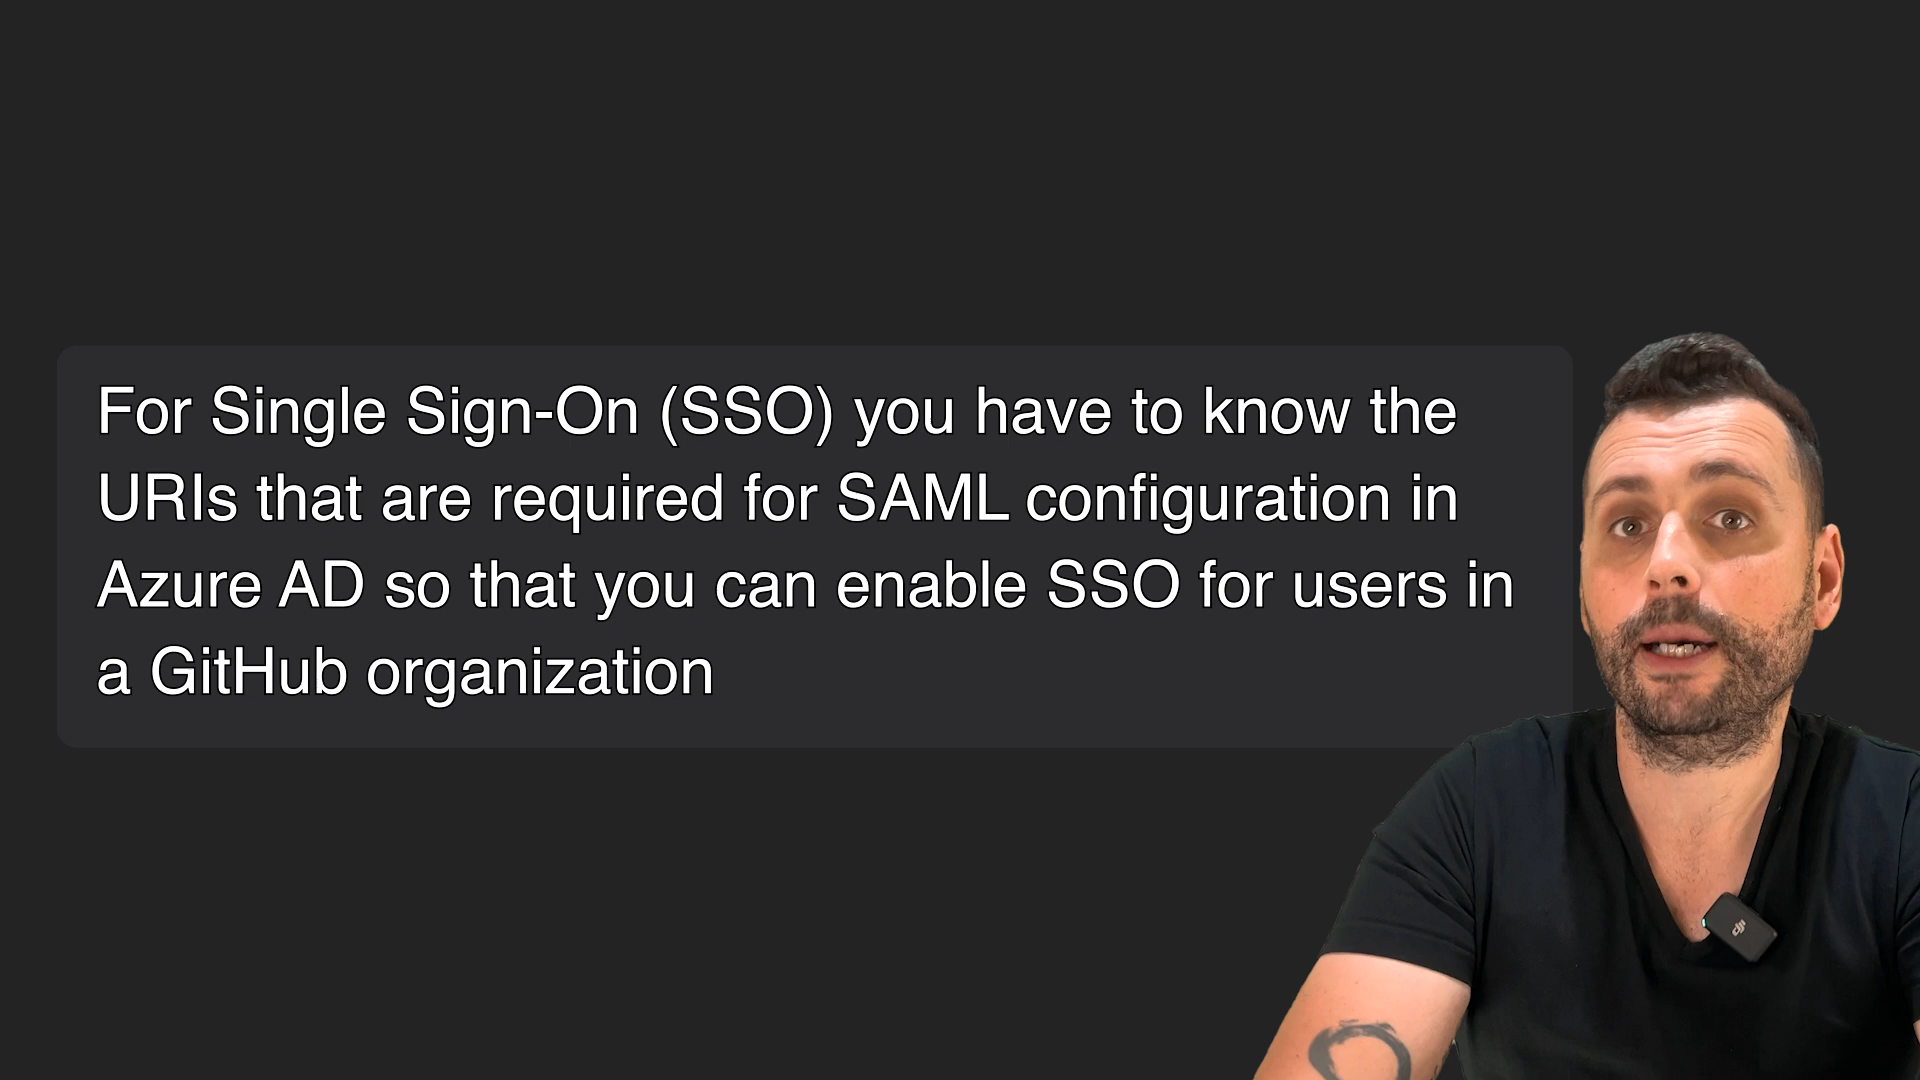 For Single Sign-On (SSO) you have to know the
URIs that are required for SAML configuration in
Azure AD so that you can enable SSO for users in
a GitHub organization
dji